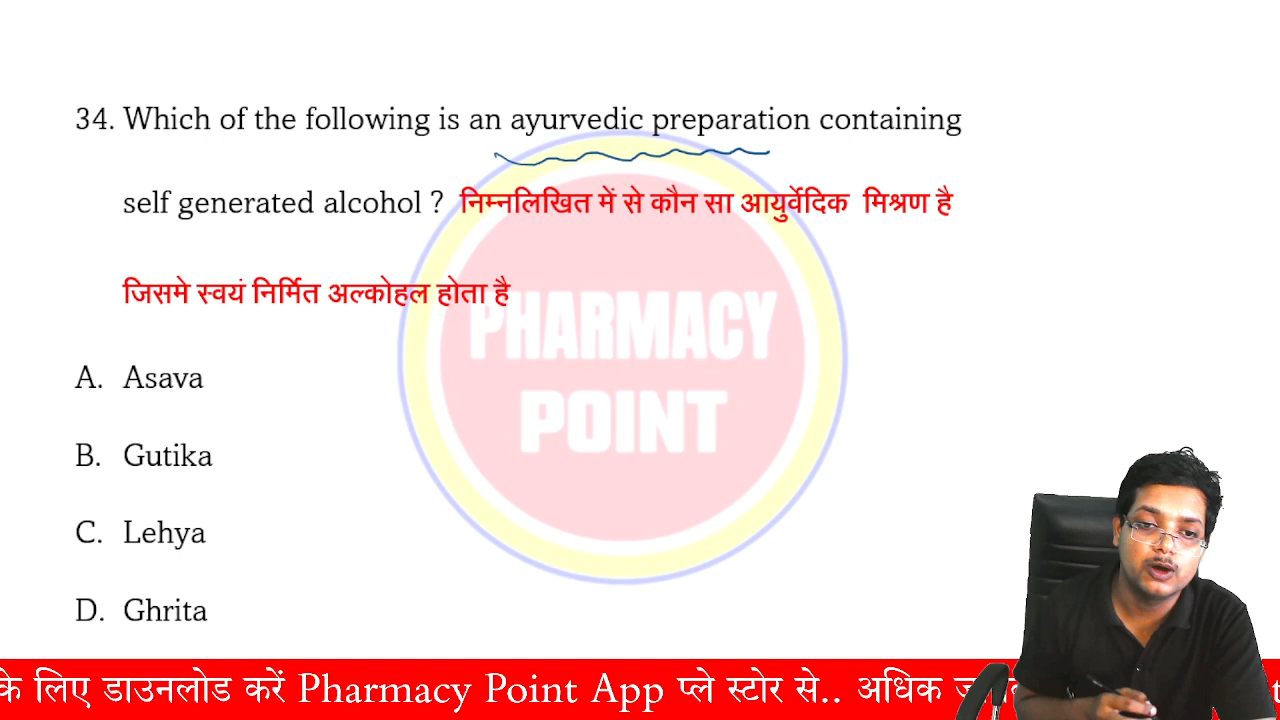 34. Which of the following is an ayurvedic preparation containing
self generated alcohol ? निम्नलिखित में से कौन सा आयुर्वेदिक मिश्रण है
जिसमे स्वयं निर्मित अल्कोहल होता है
PHARMACY
POINT
A. Asava
B. Gutika
C. Lehya
D. Ghrita
के लिए डाउनलोड करें Pharmacy Point App प्ले स्टोर से.. अधिक